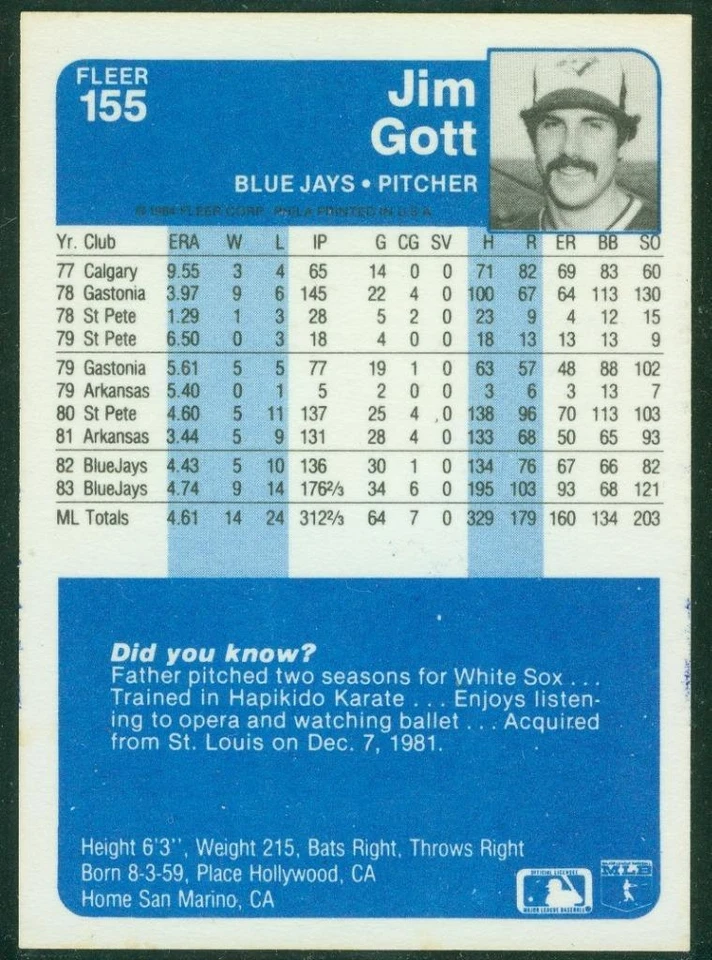 FLEER
155
Jim
Gott
BLUE JAYS • PITCHER
© 1984 FLEER CORP. PHILA PRINTED IN U.S.A.
Yr. Club ERA W L IP G CG SV H R ER BB SO
77 Calgary 9.55 3 4 65 14 0 0 71 82 69 83 60
78 Gastonia 3.97 9 6 145 22 4 0 100 67 64 113 130
78 St Pete 1.29 1 3 28 5 2 0 23 9 4 12 15
79 St Pete 6.50 0 3 18 4 0 0 18 13 13 13 9
79 Gastonia 5.61 5 5 77 19 1 0 63 57 48 88 102
79 Arkansas 5.40 0 1 5 2 0 0 3 6 3 13 7
80 St Pete 4.60 5 11 137 25 4 0 138 96 70 113 103
81 Arkansas 3.44 5 9 131 28 4 0 133 68 50 65 93
82 BlueJays 4.43 5 10 136 30 1 0 134 76 67 66 82
83 BlueJays 4.74 9 14 176⅔ 34 6 0 195 103 93 68 121
ML Totals 4.61 14 24 312⅔ 64 7 0 329 179 160 134 203
Did you know?
Father pitched two seasons for White Sox . . .
Trained in Hapikido Karate . . . Enjoys listen-
ing to opera and watching ballet . . . Acquired
from St. Louis on Dec. 7, 1981.
Height 6'3'', Weight 215, Bats Right, Throws Right
Born 8-3-59, Place Hollywood, CA
Home San Marino, CA
OFFICIAL LICENSEE
MAJOR LEAGUE BASEBALL
MLB